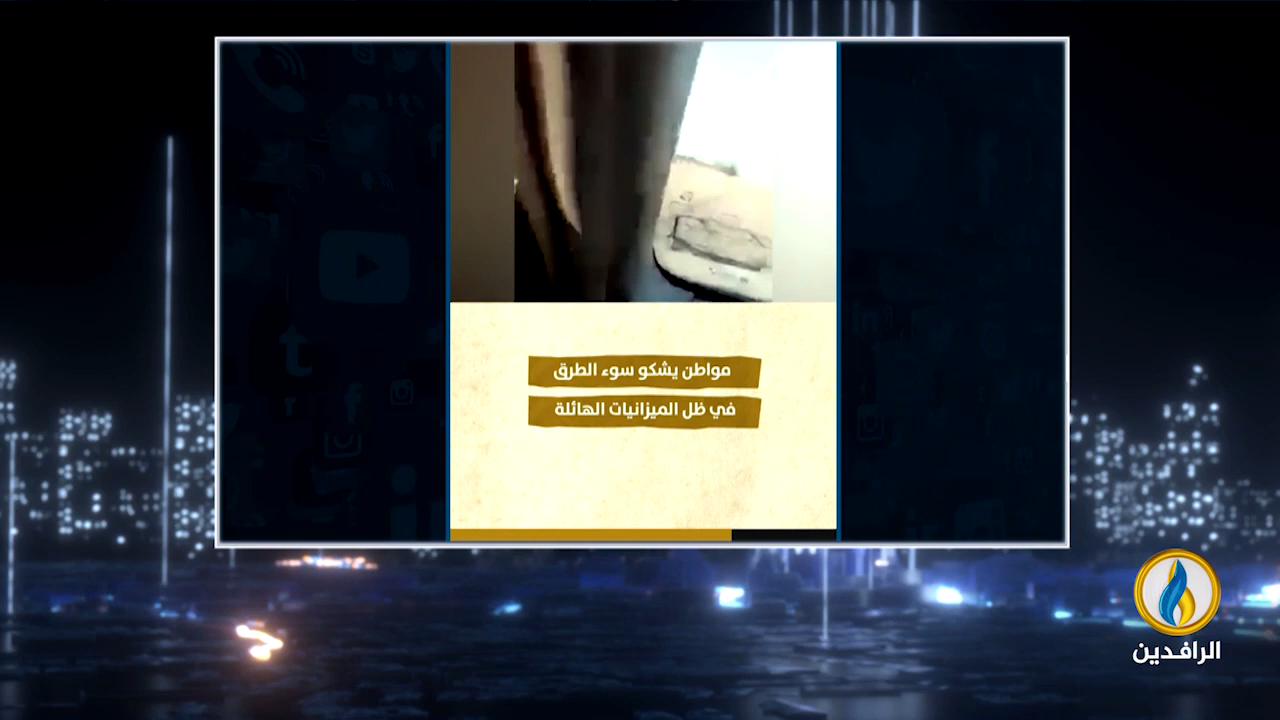 مواطن يشكو سوء الطرق
في ظل الميزانيات الهائلة
الرافدين